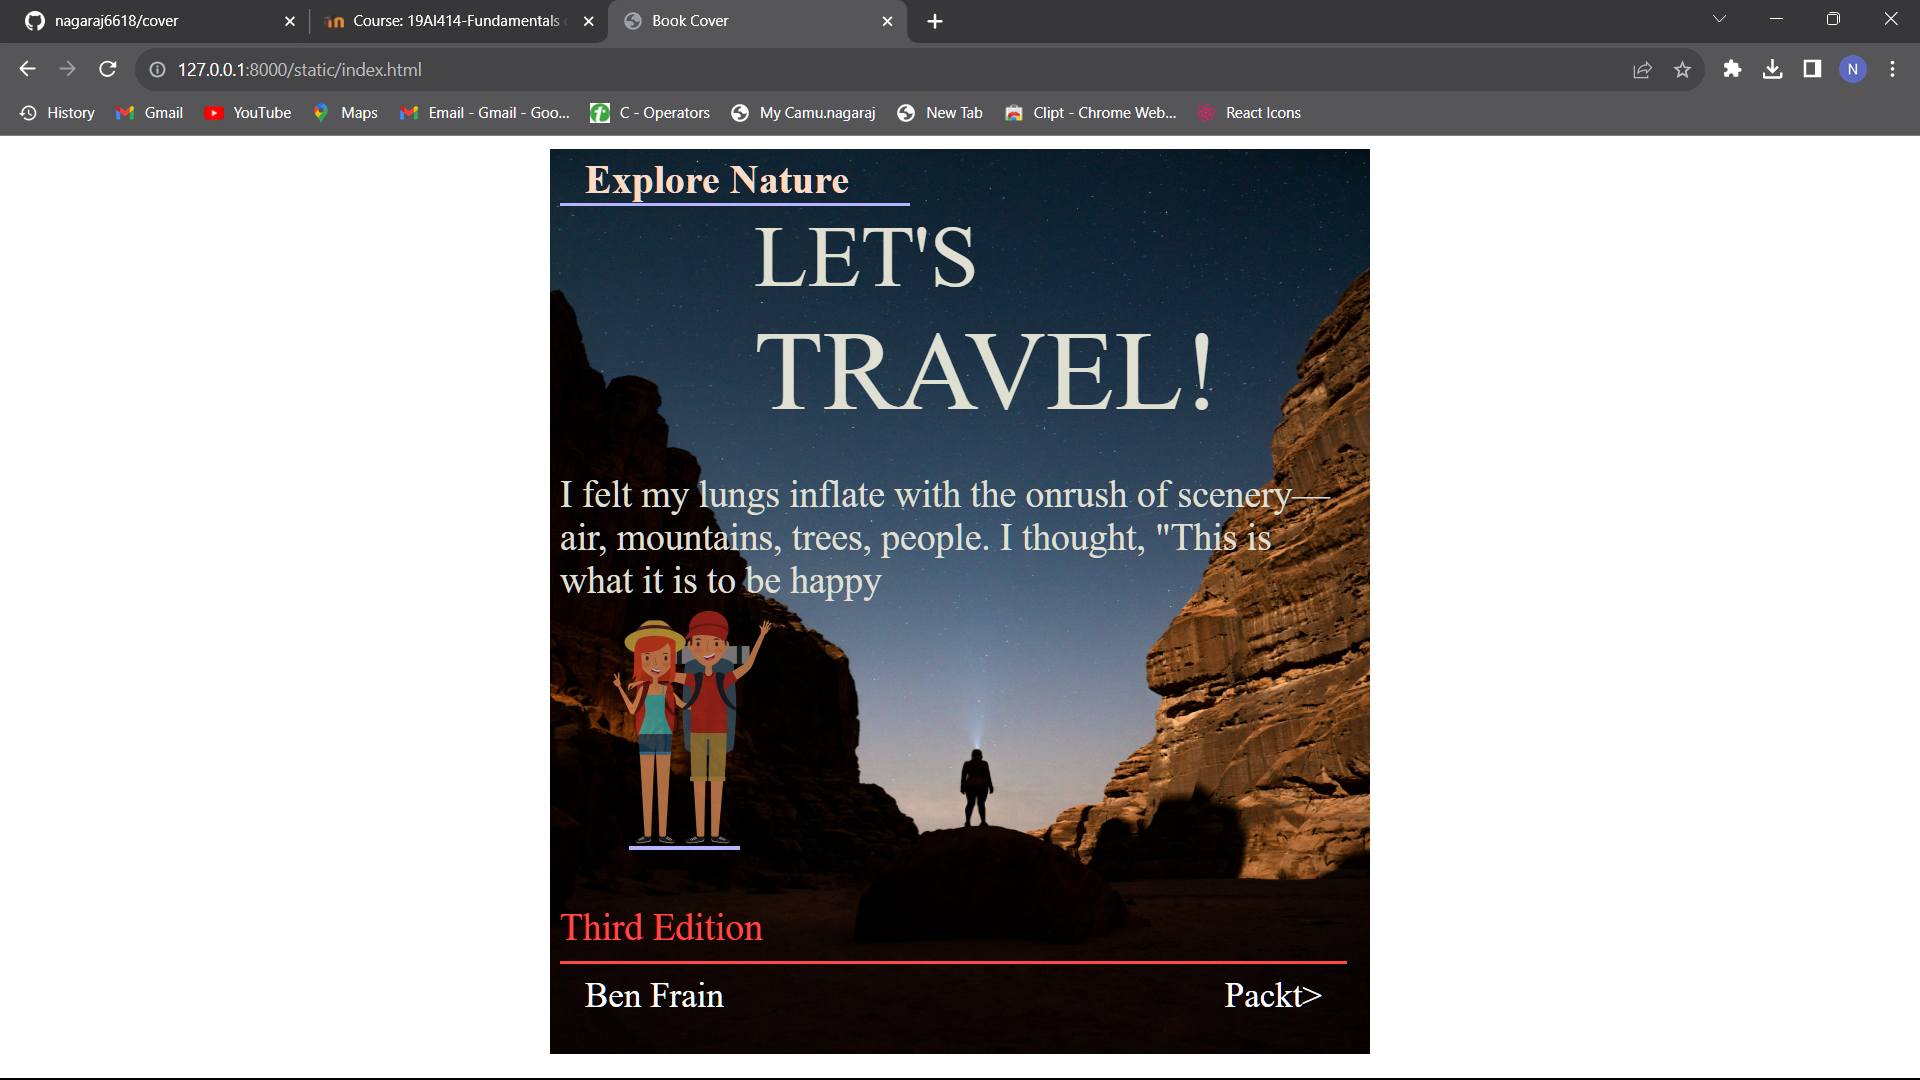 nagaraj6618/cover
Course: 19AI414-Fundamentals
Book Cover
127.0.0.1:8000/static/index.html
N
History
Gmail
YouTube
Maps
Email - Gmail - Goo...
C - Operators
My Camu.nagaraj
New Tab
Clipt - Chrome Web...
React Icons
Explore Nature
LET'S
TRAVEL!
I felt my lungs inflate with the onrush of scenery—
air, mountains, trees, people. I thought, "This is
what it is to be happy
Third Edition
Ben Frain
Packt>